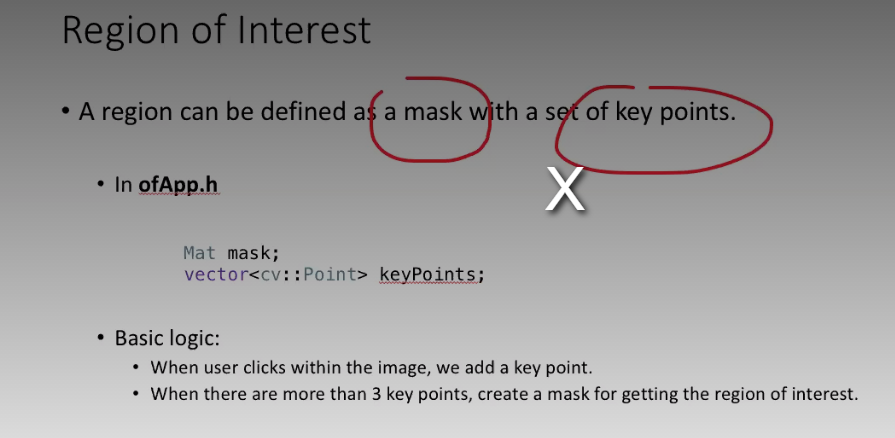 Region of Interest
• A region can be defined as a mask with a set of key points.
• In ofApp.h
X
Mat mask;
vector<cv::Point> keyPoints;
• Basic logic:
• When user clicks within the image, we add a key point.
• When there are more than 3 key points, create a mask for getting the region of interest.